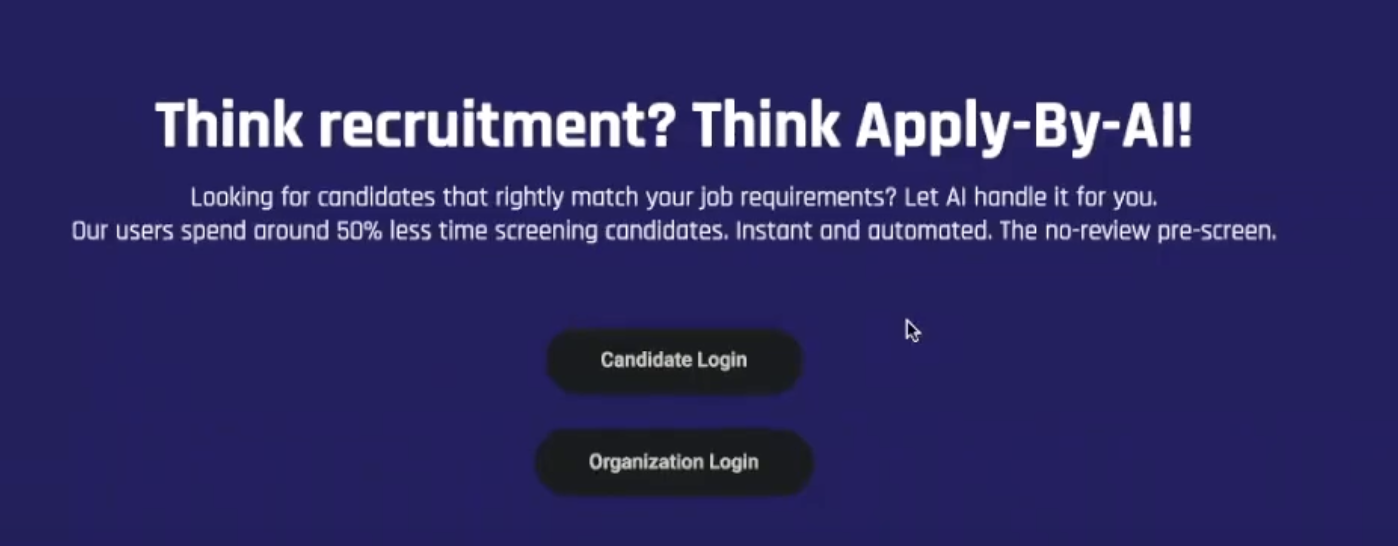 Think recruitment? Think Apply-By-AI!
Looking for candidates that rightly match your job requirements? Let AI handle it for you.
Our users spend around 50% less time screening candidates. Instant and automated. The no-review pre-screen.
Candidate Login
Organization Login